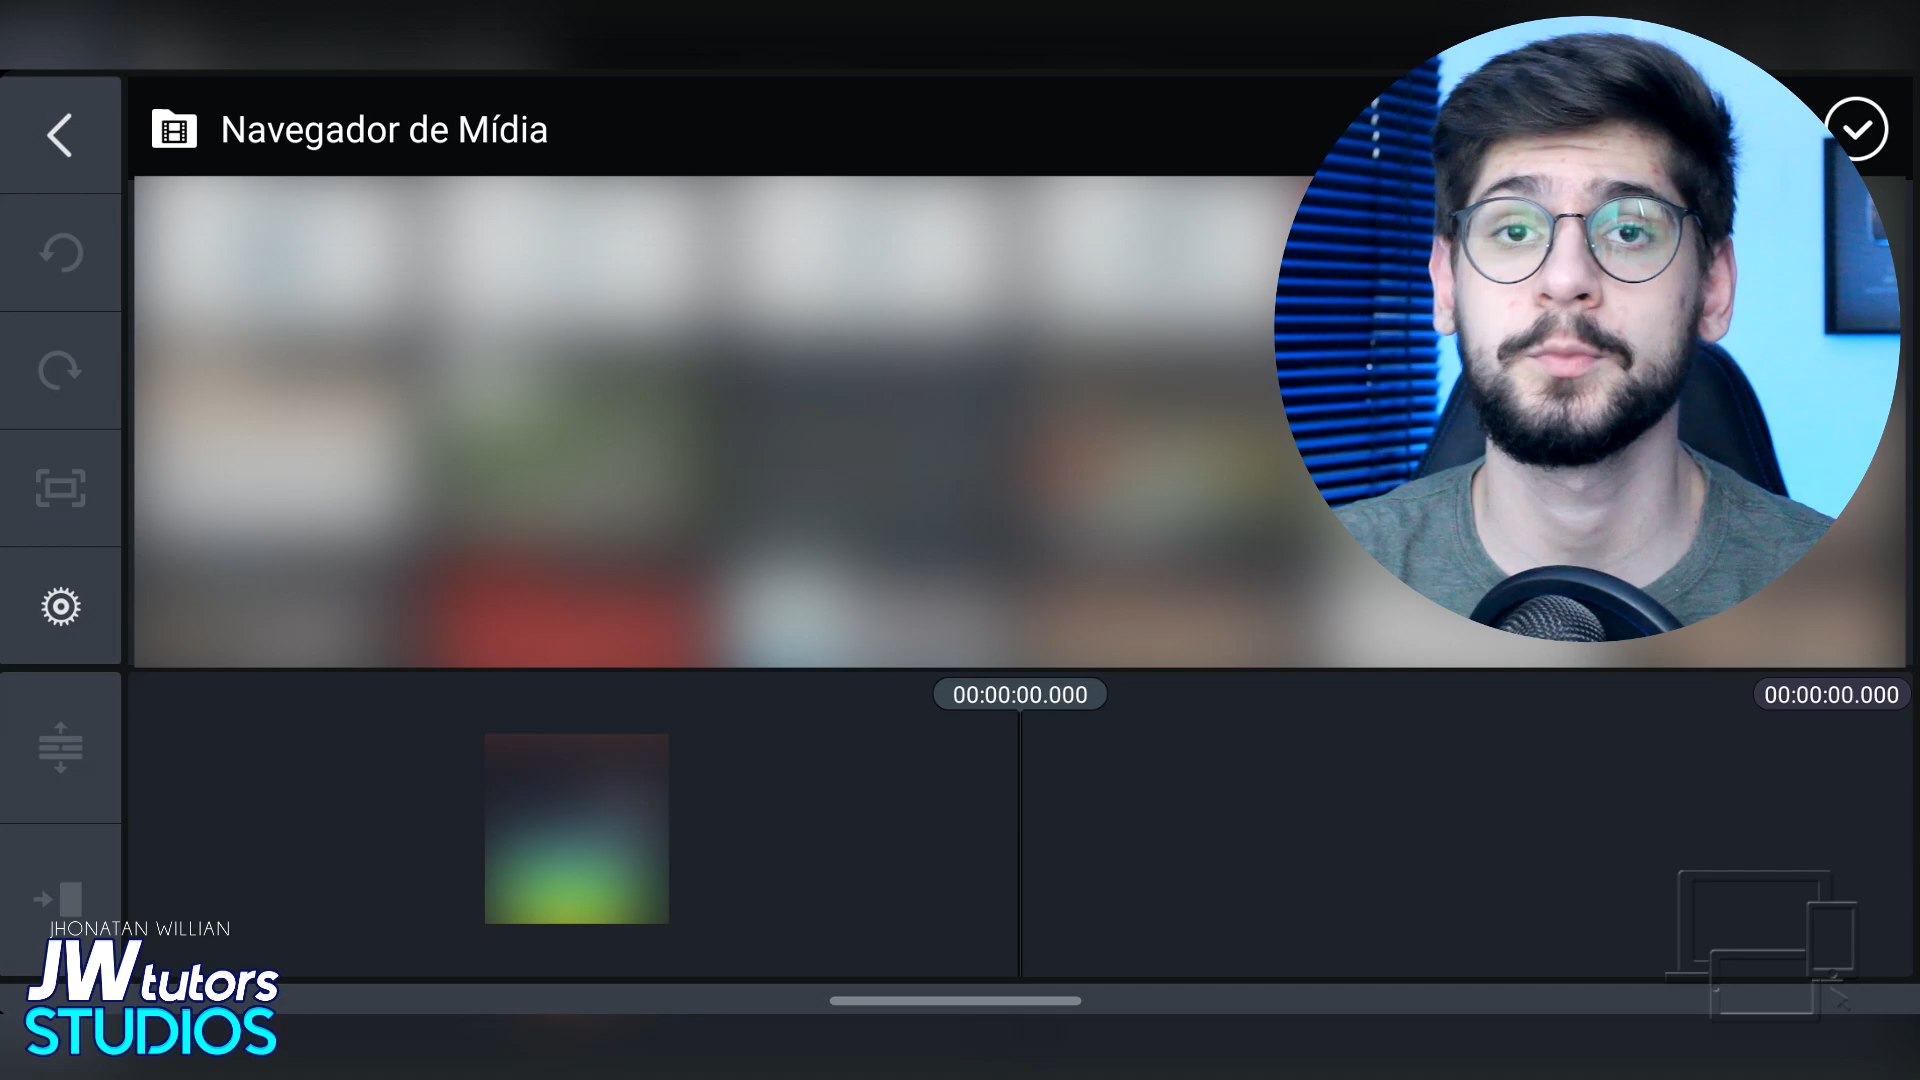 Navegador de Mídia
00:00:00.000
00:00:00.000
JHONATAN WILLIAN
JW tutors
STUDIOS